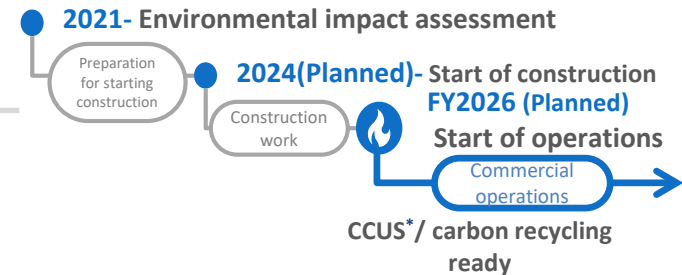 2021- Environmental impact assessment
Preparation
for starting
construction
2024(Planned)- Start of construction
FY2026 (Planned)
Construction
work
Start of operations
Commercial
operations
CCUS*/ carbon recycling
ready